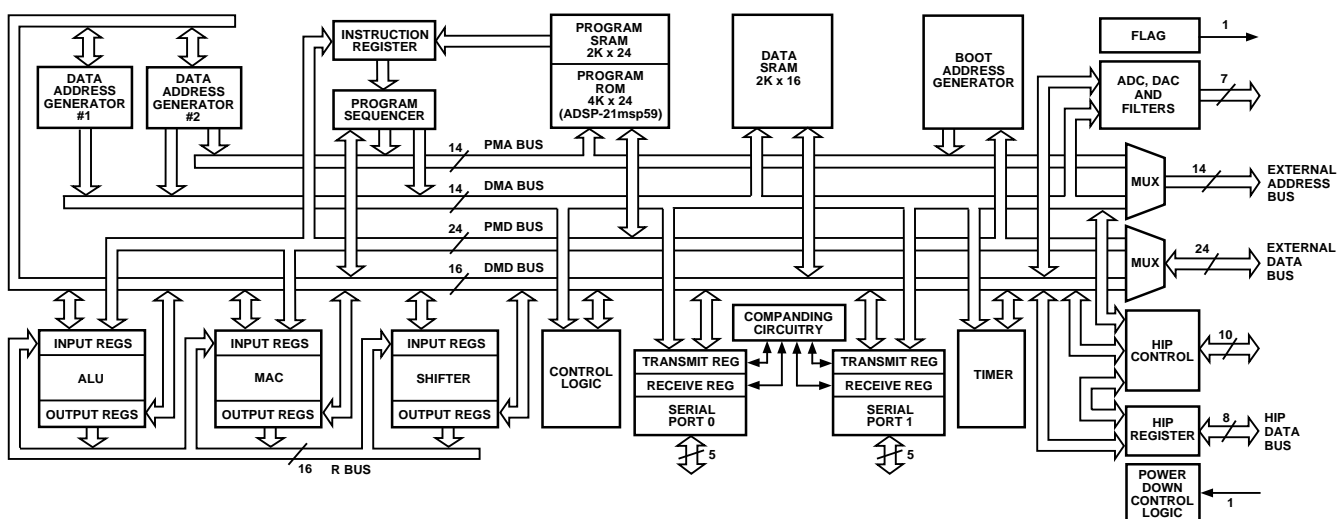 INSTRUCTION
REGISTER
PROGRAM
SRAM
2K x 24
PROGRAM
ROM
4K x 24
(ADSP-21msp59)
DATA
SRAM
2K x 16
BOOT
ADDRESS
GENERATOR
FLAG
1
ADC, DAC
AND
FILTERS
7
DATA
ADDRESS
GENERATOR
#1
DATA
ADDRESS
GENERATOR
#2
PROGRAM
SEQUENCER
14 PMA BUS
14 DMA BUS
24 PMD BUS
16 DMD BUS
MUX
14
EXTERNAL
ADDRESS
BUS
MUX
24
EXTERNAL
DATA
BUS
INPUT REGS
ALU
OUTPUT REGS
INPUT REGS
MAC
OUTPUT REGS
INPUT REGS
SHIFTER
OUTPUT REGS
16 R BUS
CONTROL
LOGIC
COMPANDING
CIRCUITRY
TRANSMIT REG
RECEIVE REG
SERIAL
PORT 0
5
TRANSMIT REG
RECEIVE REG
SERIAL
PORT 1
5
TIMER
HIP
CONTROL
10
HIP
REGISTER
8
HIP
DATA
BUS
POWER
DOWN
CONTROL
LOGIC
1